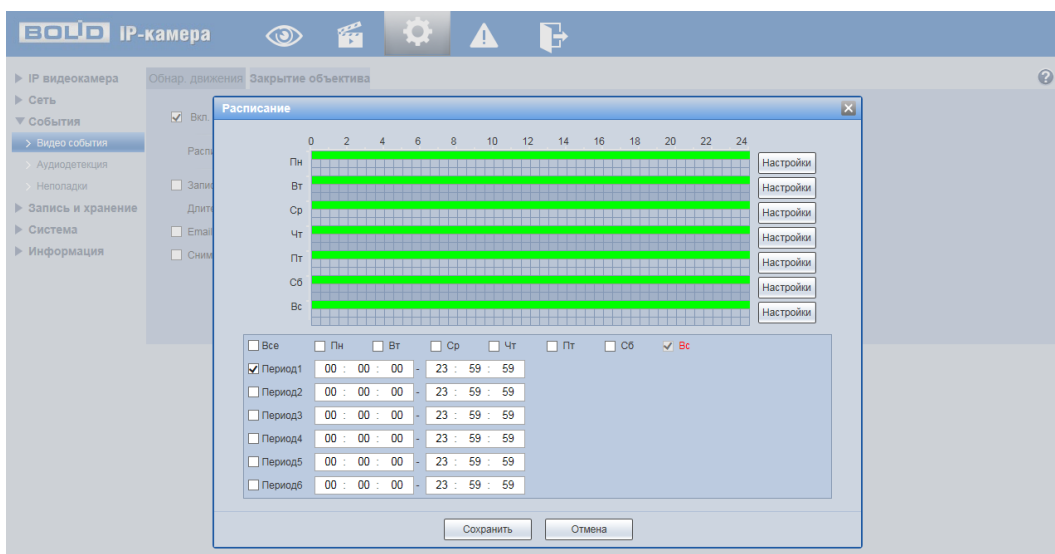 BOLID IP-камера
IP видеокамера
Сеть
События
Видео события
Аудиодетекция
Неполадки
Запись и хранение
Система
Информация
Обнар. движения Закрытие объектива
?
Вкл.
Распи
Запис
Длите
Email
Сним
Расписание
0 2 4 6 8 10 12 14 16 18 20 22 24
Пн Настройки
Вт Настройки
Ср Настройки
Чт Настройки
Пт Настройки
Сб Настройки
Вс Настройки
Все Пн Вт Ср Чт Пт Сб Вс
Период1 00 : 00 : 00 - 23 : 59 : 59
Период2 00 : 00 : 00 - 23 : 59 : 59
Период3 00 : 00 : 00 - 23 : 59 : 59
Период4 00 : 00 : 00 - 23 : 59 : 59
Период5 00 : 00 : 00 - 23 : 59 : 59
Период6 00 : 00 : 00 - 23 : 59 : 59
Сохранить Отмена